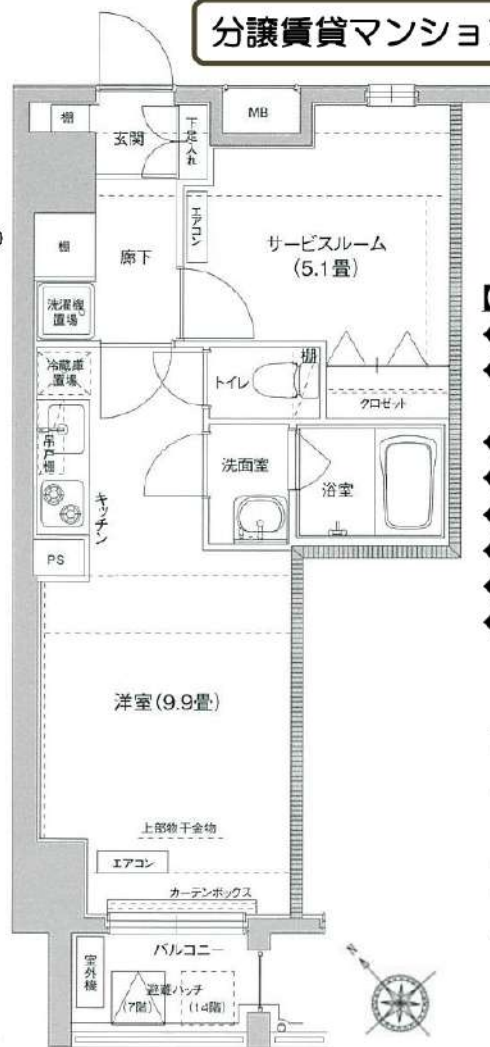 分譲賃貸マンショ
棚
玄関
下足入れ
MB
エアコン
サービスルーム
(5.1畳)
棚
廊下
洗濯機
置場
冷蔵庫
置場
トイレ
棚
クロゼット
吊戸棚
キッチン
洗面室
浴室
PS
洋室(9.9畳)
上部物干金物
エアコン
カーテンボックス
バルコニー
室外機
避難ハッチ
(7階)
(14階)
N